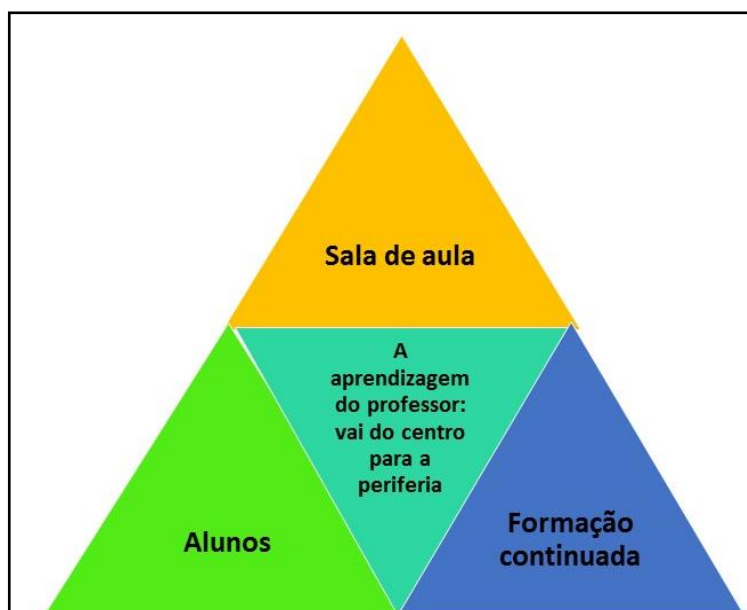 Sala de aula
A
aprendizagem
do professor:
vai do centro
para a
periferia
Alunos
Formação
continuada